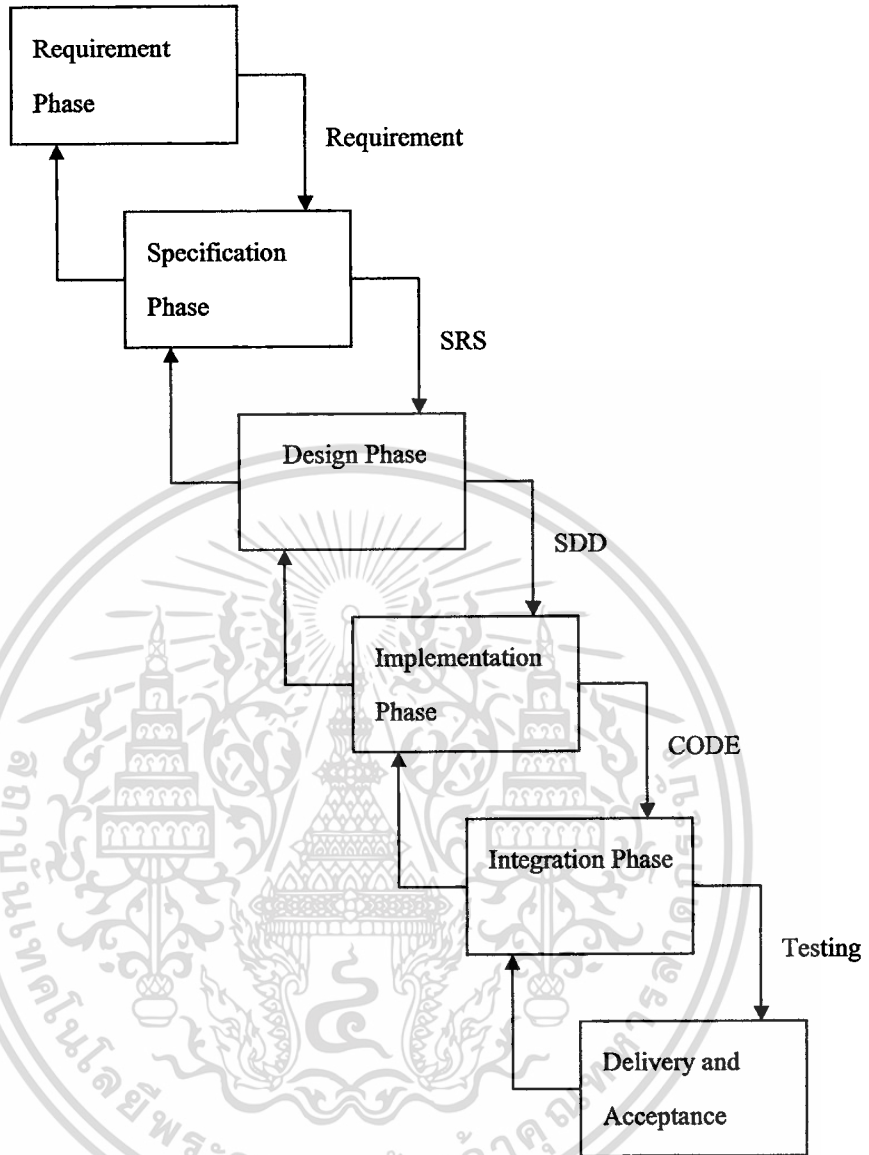 Requirement
Phase
Requirement
Specification
Phase
SRS
Design Phase
SDD
Implementation
Phase
CODE
Integration Phase
Testing
Delivery and
Acceptance